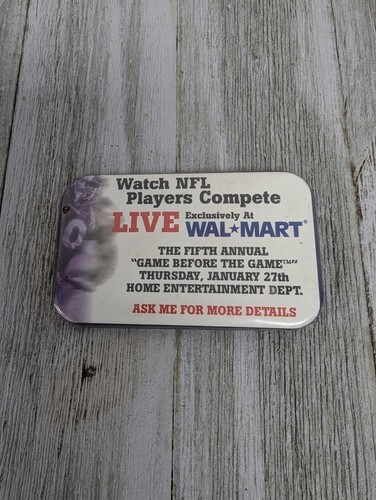 Watch NFL
Players Compete
LIVE Exclusively At
WAL★MART®
THE FIFTH ANNUAL
"GAME BEFORE THE GAME™"
THURSDAY, JANUARY 27th
HOME ENTERTAINMENT DEPT.
ASK ME FOR MORE DETAILS